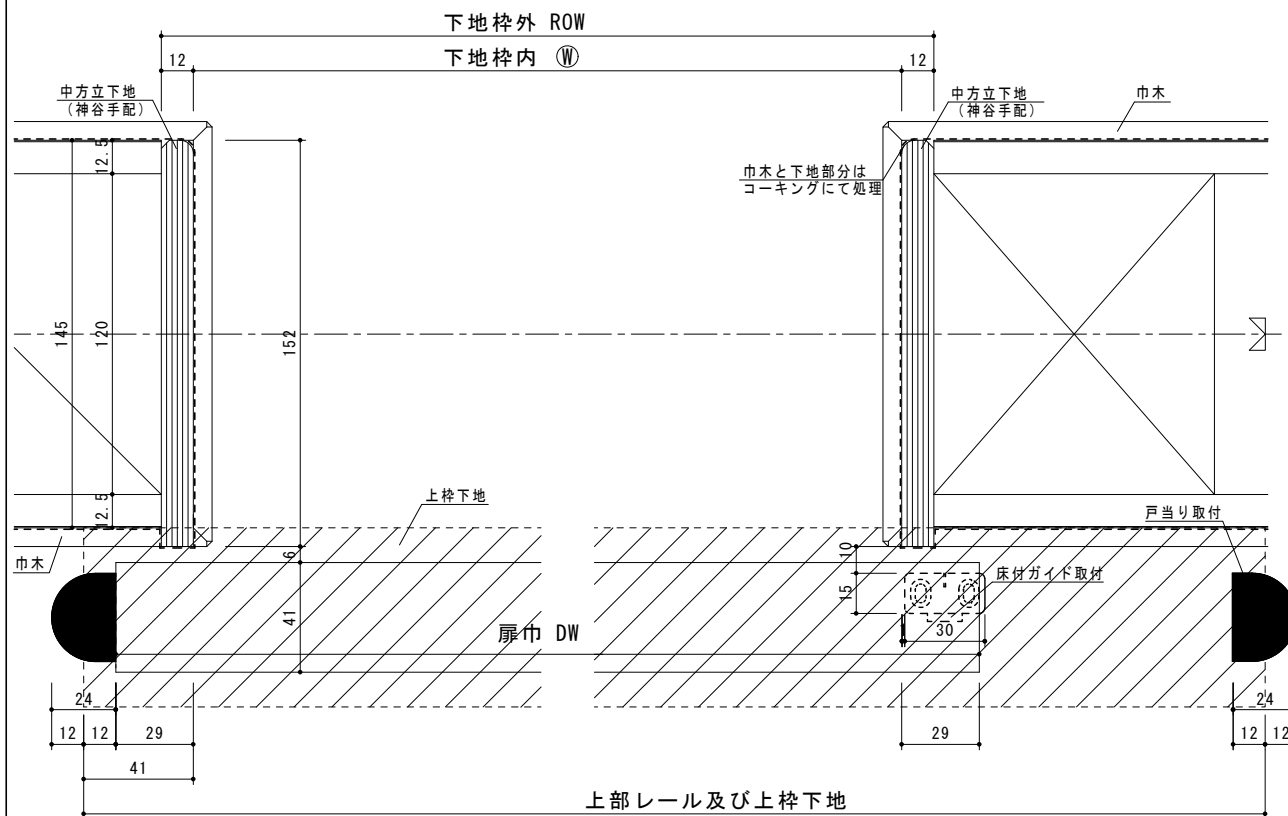 下地枠外 ROW
12
下地枠内 Ⓦ
12
中方立下地
(神谷手配)
中方立下地
(神谷手配)
巾木
12.5
巾木と下地部分は
コーキングにて処理
145
120
152
12.5
上枠下地
戸当り取付
巾木
6
10
床付ガイド取付
15
41
30
扉巾 DW
24
24
12
12
29
29
12
12
41
上部レール及び上枠下地